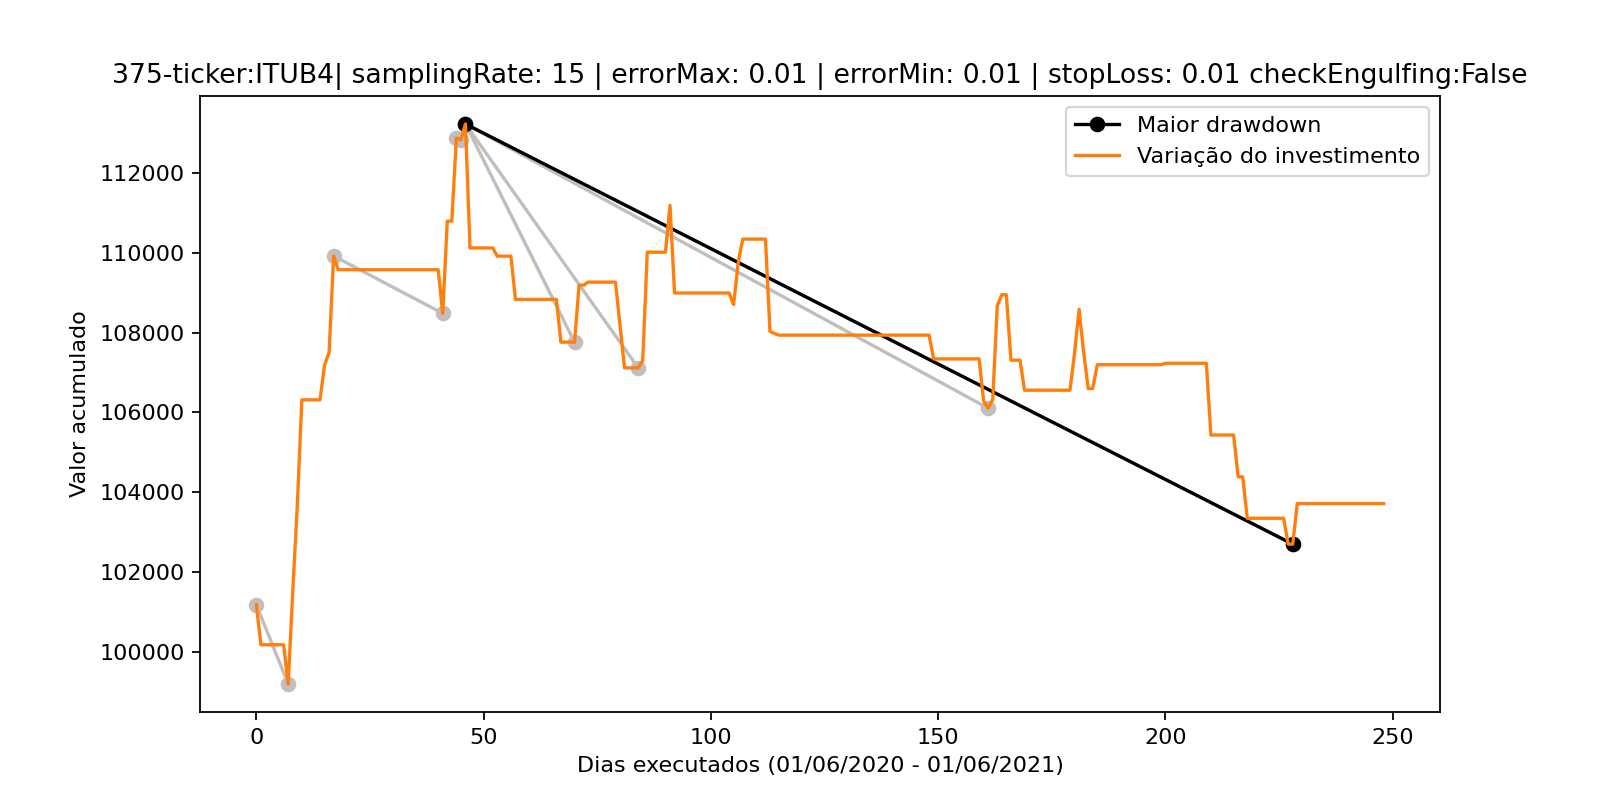 375-ticker:ITUB4| samplingRate: 15 | errorMax: 0.01 | errorMin: 0.01 | stopLoss: 0.01 checkEngulfing:False
Maior drawdown
Variação do investimento
Valor acumulado
112000
110000
108000
106000
104000
102000
100000
0 50 100 150 200 250
Dias executados (01/06/2020 - 01/06/2021)